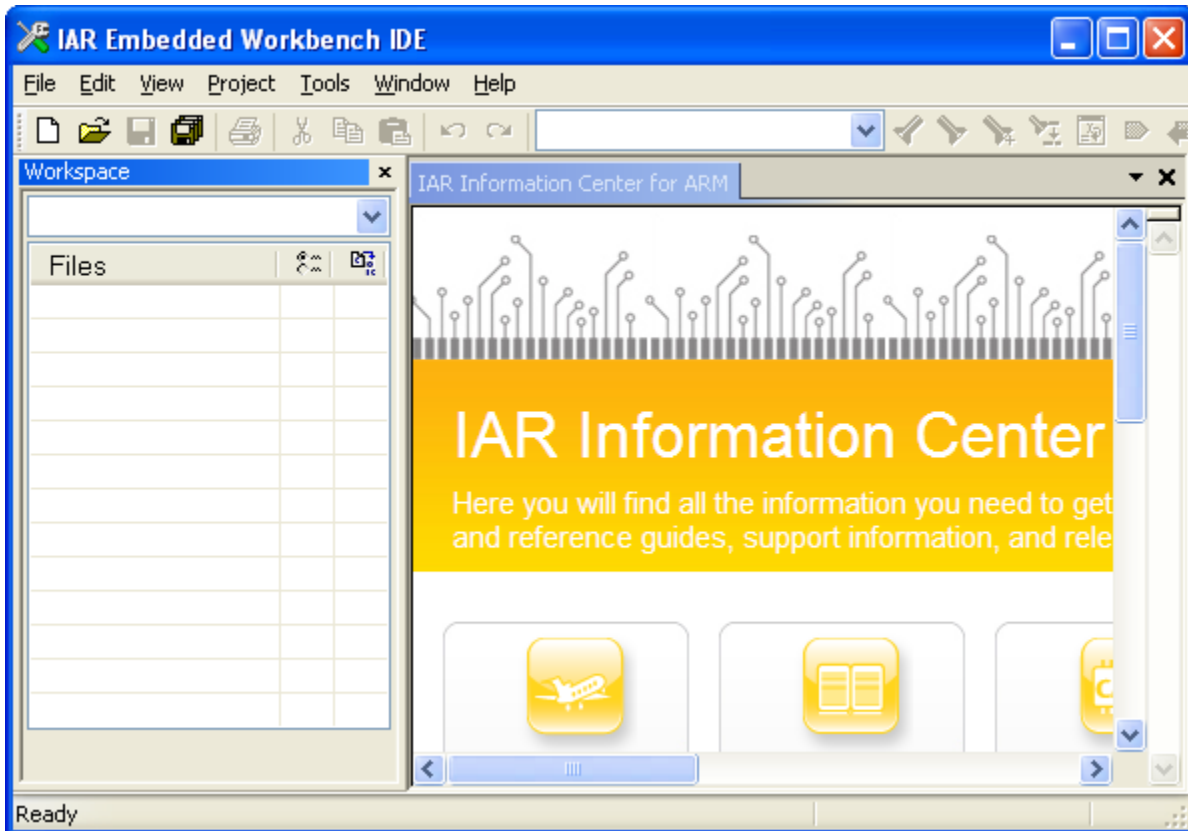 IAR Embedded Workbench IDE
File Edit View Project Tools Window Help
Workspace
IAR Information Center for ARM
Files
IAR Information Center
Here you will find all the information you need to get
and reference guides, support information, and rele
Ready